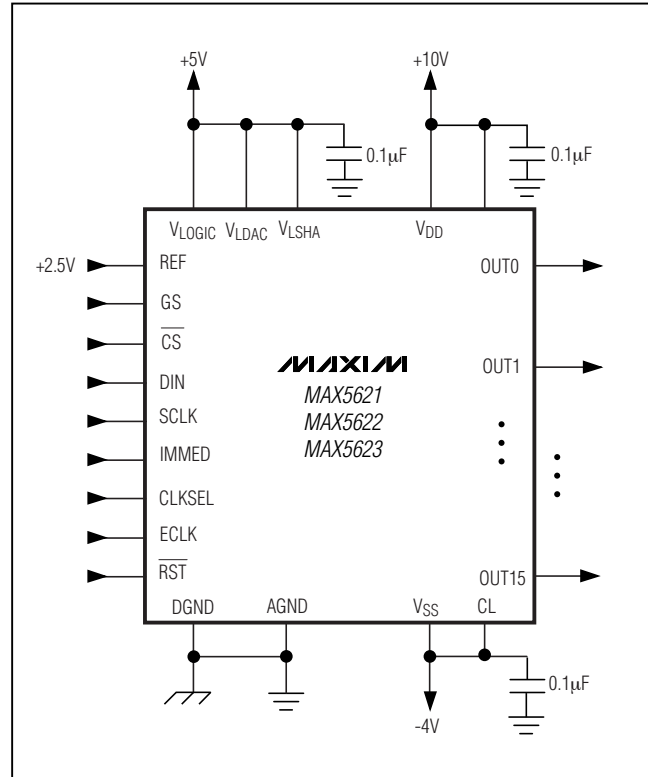 +5V
+10V
0.1µF
0.1µF
VLOGIC VLDAC VLSHA VDD
+2.5V REF OUT0
GS
CS
DIN OUT1
MAXIM
MAX5621
SCLK
MAX5622
MAX5623
IMMED
CLKSEL
ECLK
RST OUT15
DGND AGND VSS CL
0.1µF
-4V